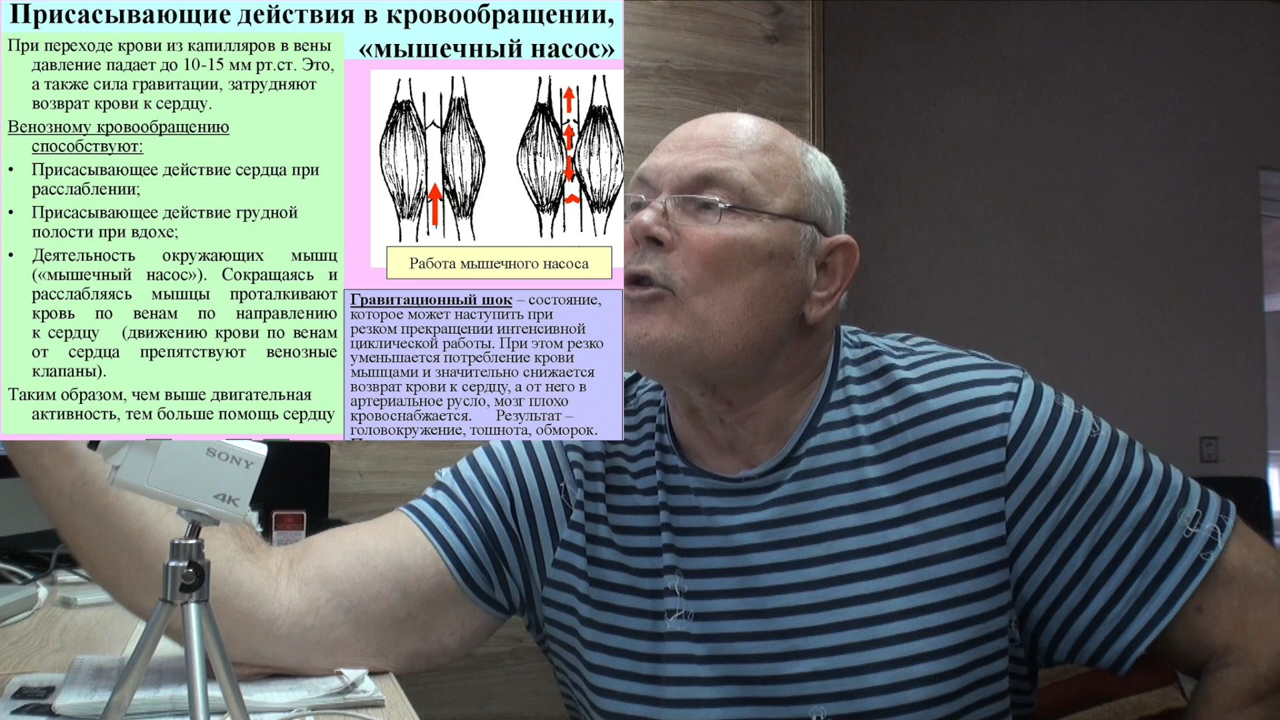 Присасывающие действия в кровообращении,
«мышечный насос»
При переходе крови из капилляров в вены
давление падает до 10-15 мм рт.ст. Это,
а также сила гравитации, затрудняют
возврат крови к сердцу.
Венозному кровообращению
способствуют:
• Присасывающее действие сердца при
расслаблении;
• Присасывающее действие грудной
полости при вдохе;
• Деятельность окружающих мышц
(«мышечный насос»). Сокращаясь и
расслабляясь мышцы проталкивают
кровь по венам по направлению
к сердцу (движению крови по венам
от сердца препятствуют венозные
клапаны).
Таким образом, чем выше двигательная
активность, тем больше помощь сердцу
Работа мышечного насоса
Гравитационный шок – состояние,
которое может наступить при
резком прекращении интенсивной
циклической работы. При этом резко
уменьшается потребление крови
мышцами и значительно снижается
возврат крови к сердцу, а от него в
артериальное русло, мозг плохо
кровоснабжается. Результат –
головокружение, тошнота, обморок.
SONY
4K